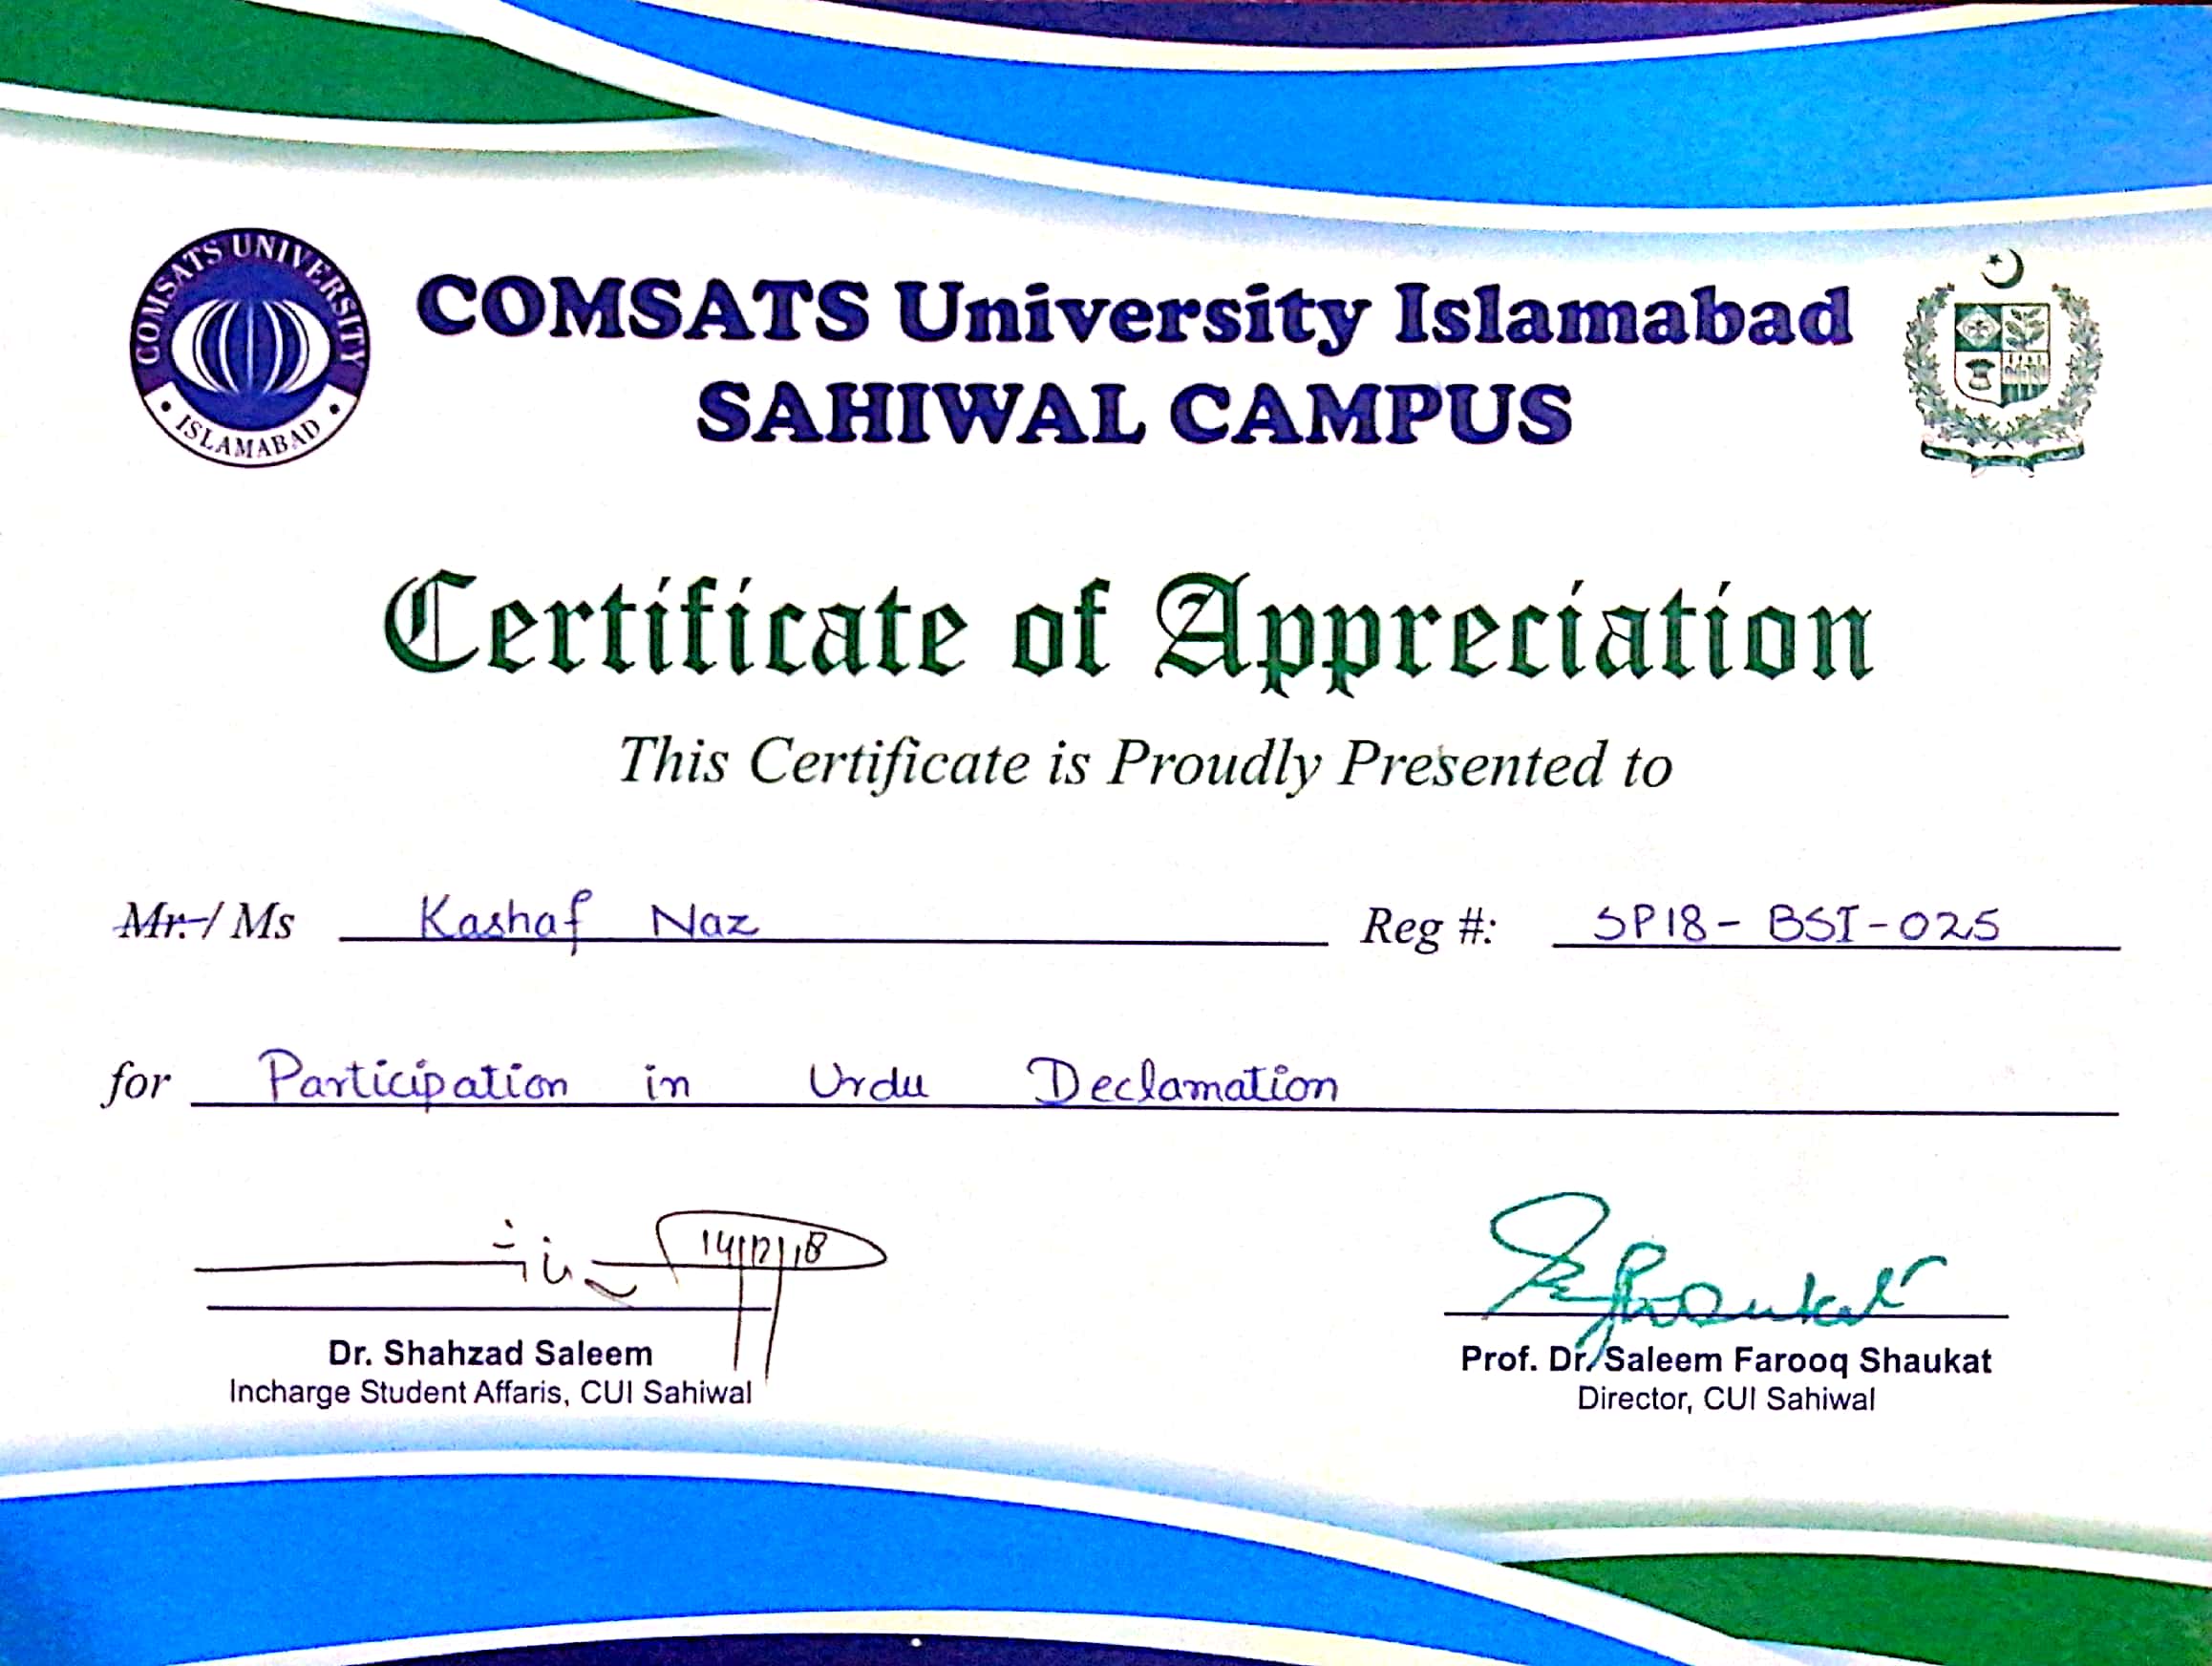 COMSATS UNIVERSITY
• ISLAMABAD •
COMSATS University Islamabad
SAHIWAL CAMPUS
Certificate of Appreciation
This Certificate is Proudly Presented to
Mr. / Ms Kashaf Naz Reg #: SP18-BSI-025
for Participation in Urdu Declamation
14/12/18
Dr. Shahzad Saleem
Incharge Student Affaris, CUI Sahiwal
Prof. Dr. Saleem Farooq Shaukat
Director, CUI Sahiwal